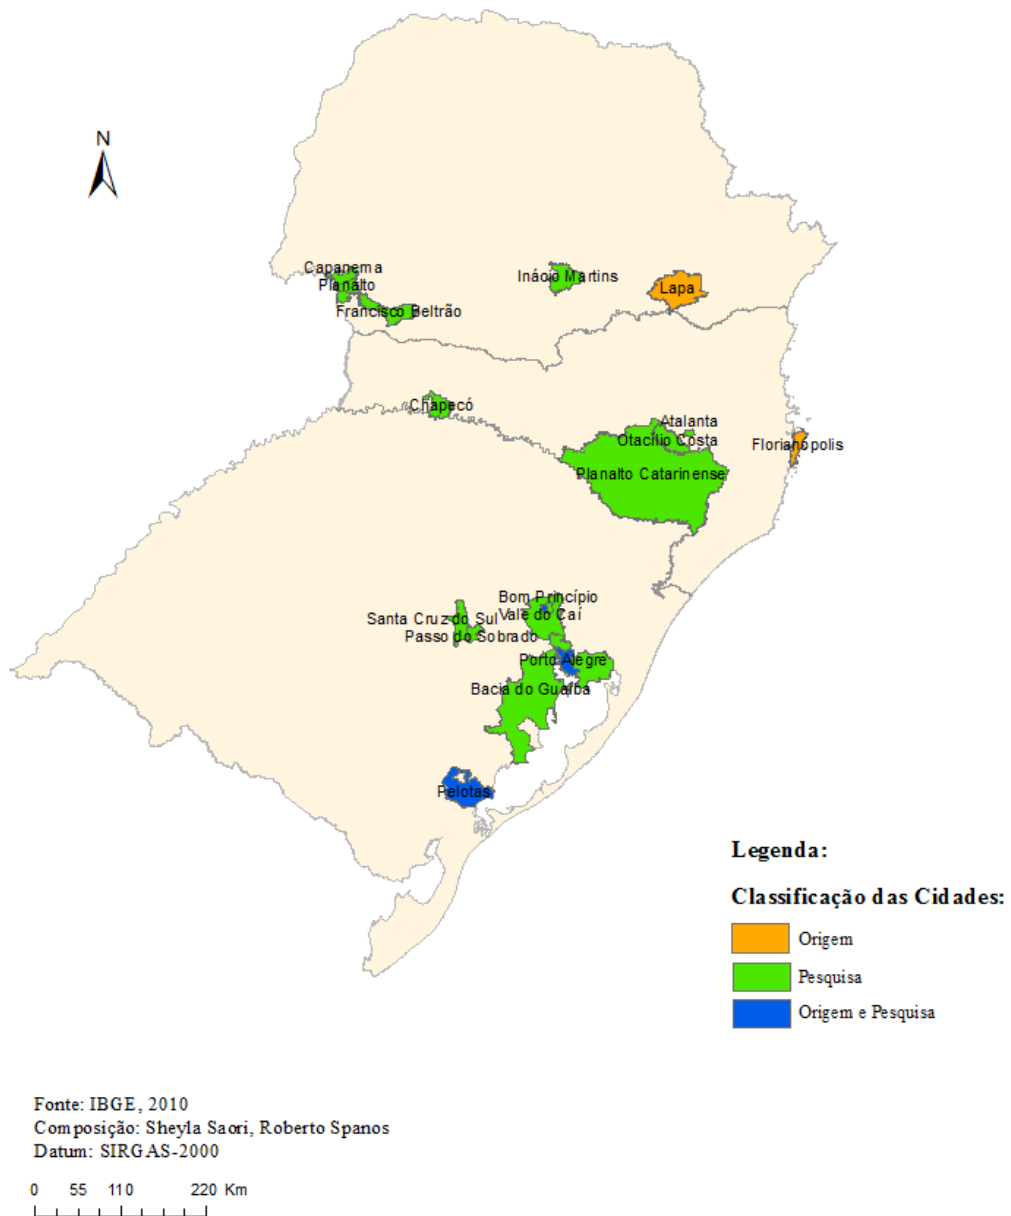 N
Capanema
Planalto
Francisco Beltrão
Inácio Martins
Lapa
Chapecó
Atalanta
Otacílio Costa
Florianópolis
Planalto Catarinense
Bom Princípio
Vale do Caí
Santa Cruz do Sul
Passo do Sobrado
Porto Alegre
Bacia do Guaíba
Pelotas
Legenda:
Classificação das Cidades:
Origem
Pesquisa
Origem e Pesquisa
Fonte: IBGE, 2010
Composição: Sheyla Saori, Roberto Spanos
Datum: SIRGAS-2000
0 55 110 220 Km